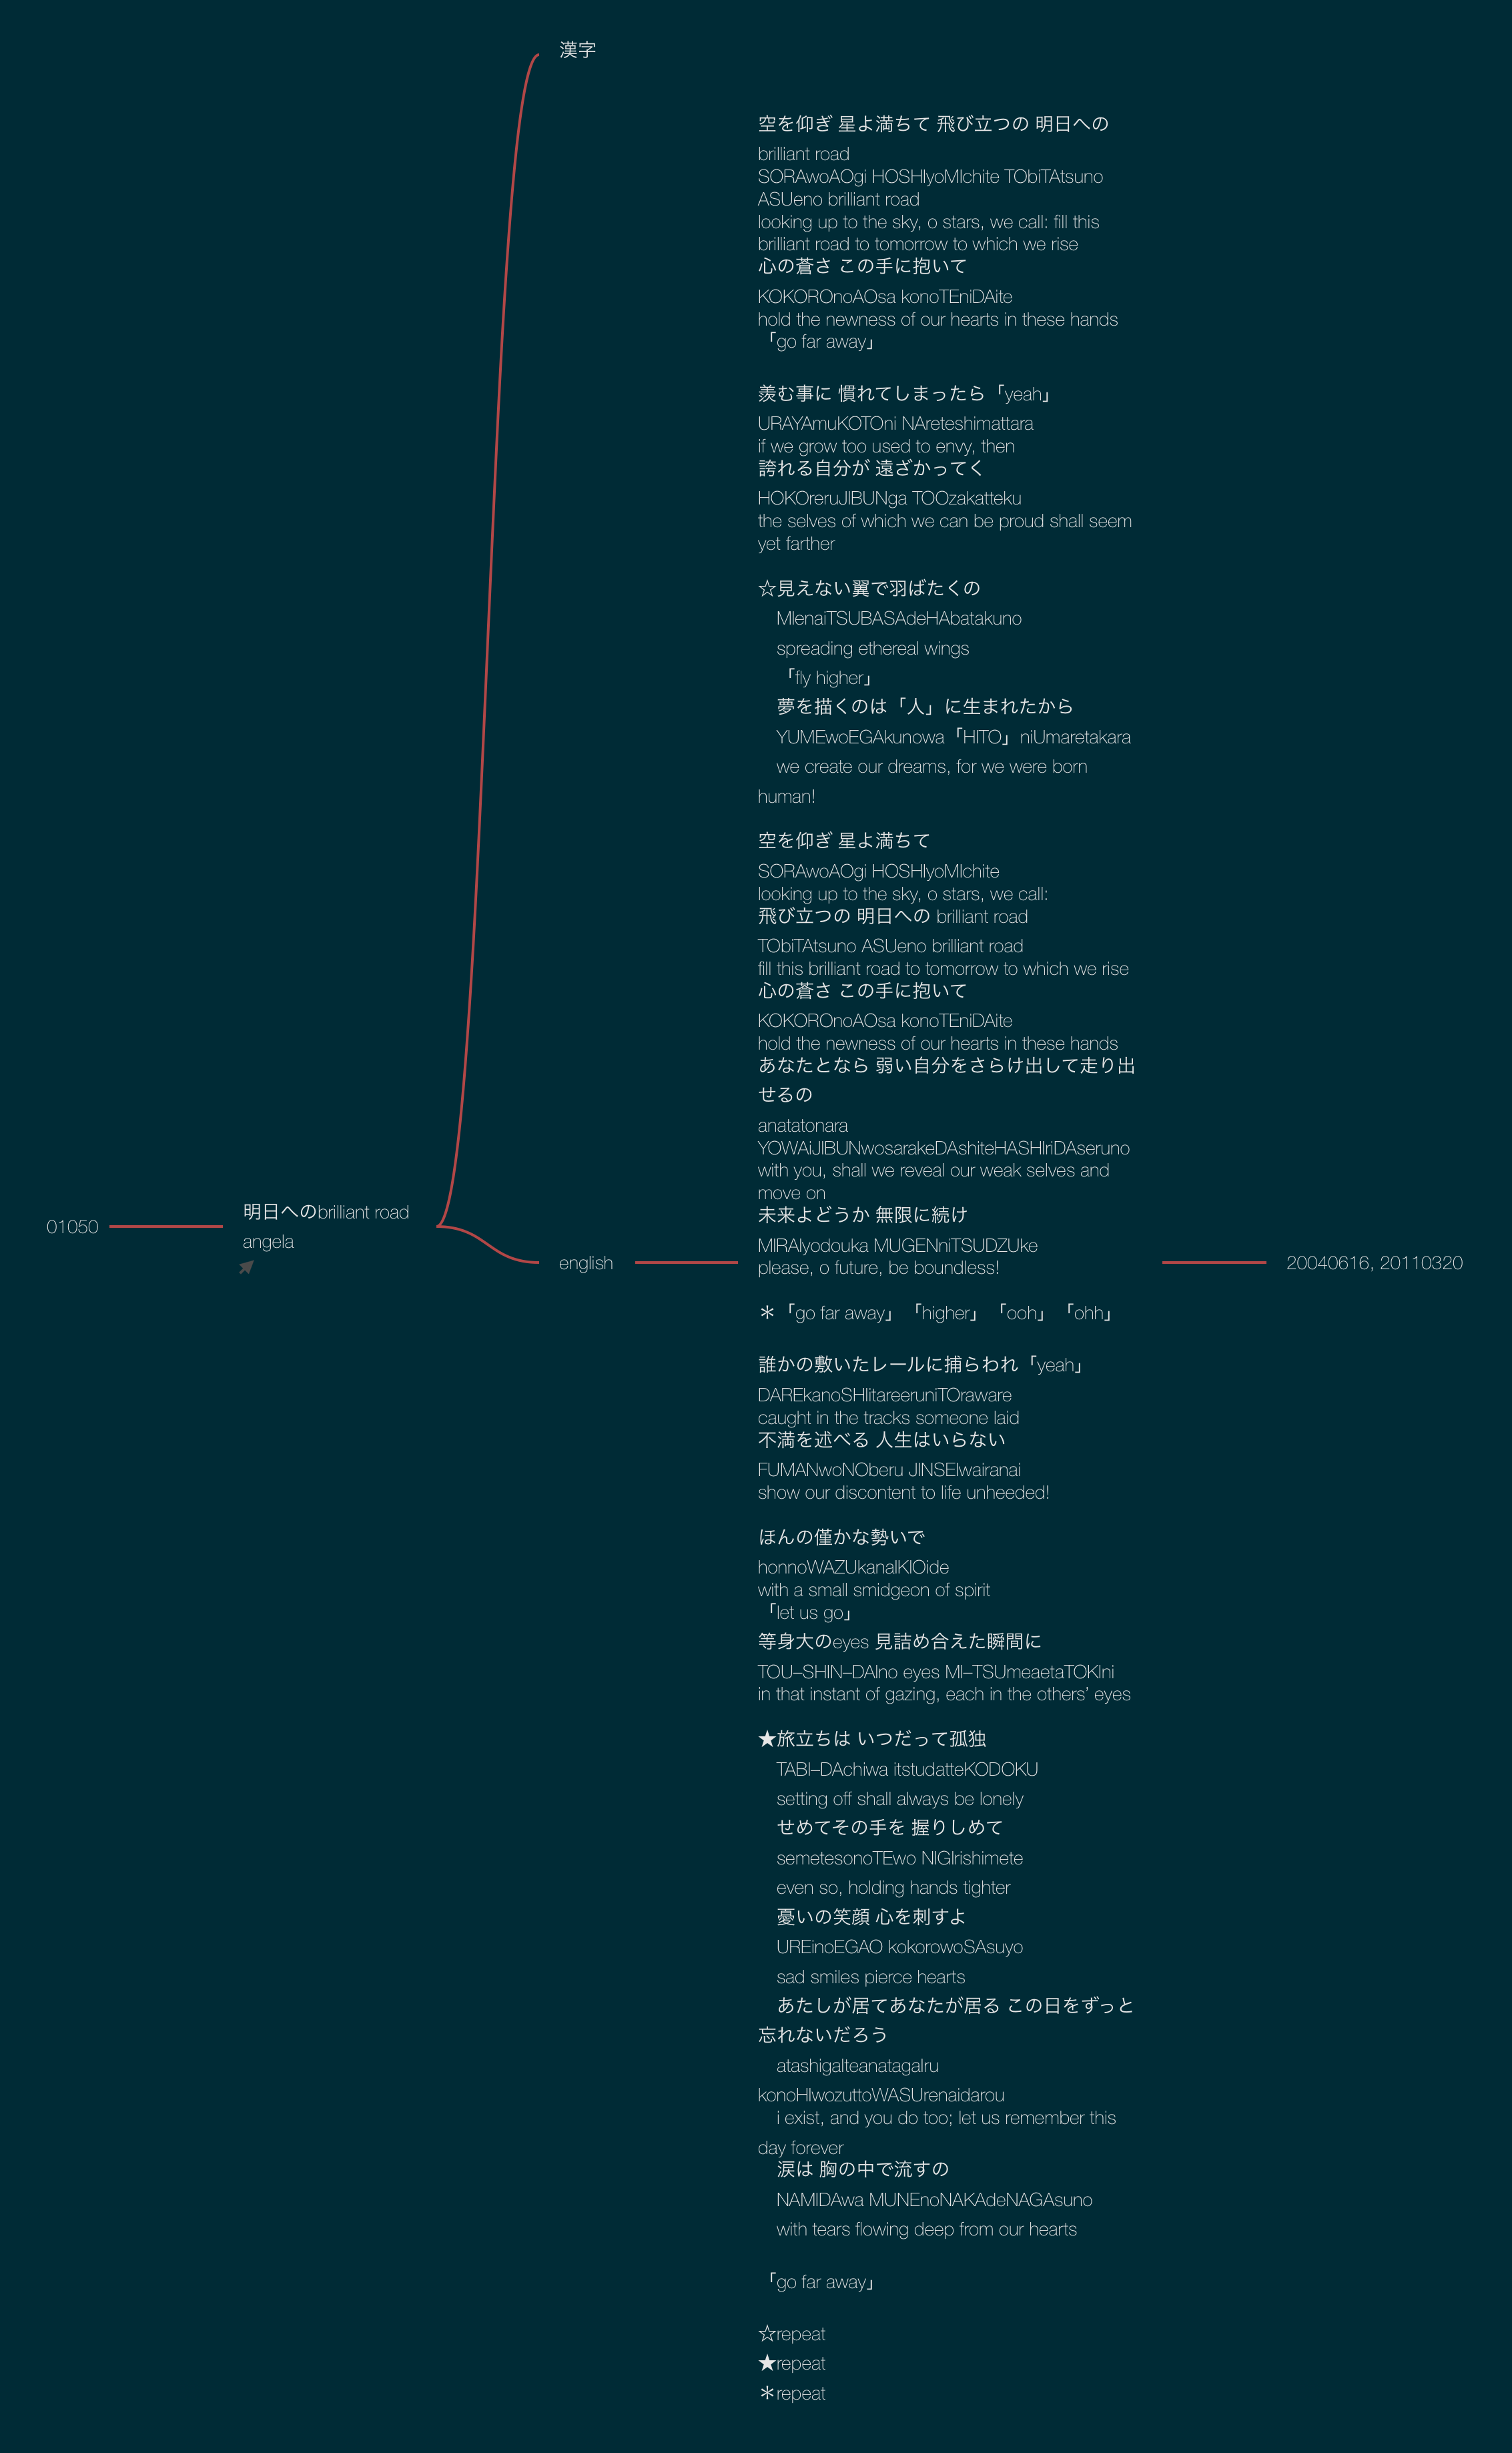 漢字
空を仰ぎ 星よ満ちて 飛び立つの 明日への
brilliant road
SORAwoAOgi HOSHIyoMIchite TObiTAtsuno
ASUeno brilliant road
looking up to the sky, o stars, we call: fill this
brilliant road to tomorrow to which we rise
心の蒼さ この手に抱いて
KOKOROnoAOsa konoTEniDAite
hold the newness of our hearts in these hands
「go far away」
羨む事に 慣れてしまったら「yeah」
URAYAmuKOTOni NAreteshimattara
if we grow too used to envy, then
誇れる自分が 遠ざかってく
HOKOreruJIBUNga TOOzakatteku
the selves of which we can be proud shall seem
yet farther
☆見えない翼で羽ばたくの
MIenaiTSUBASAdeHAbatakuno
spreading ethereal wings
「fly higher」
夢を描くのは「人」に生まれたから
YUMEwoEGAkunowa「HITO」niUmaretakara
we create our dreams, for we were born
human!
空を仰ぎ 星よ満ちて
SORAwoAOgi HOSHIyoMIchite
looking up to the sky, o stars, we call:
飛び立つの 明日への brilliant road
TObiTAtsuno ASUeno brilliant road
fill this brilliant road to tomorrow to which we rise
心の蒼さ この手に抱いて
KOKOROnoAOsa konoTEniDAite
hold the newness of our hearts in these hands
あなたとなら 弱い自分をさらけ出して走り出
せるの
anatatonara
YOWAiJIBUNwosarakeDAshiteHASHIriDAseruno
with you, shall we reveal our weak selves and
move on
未来よどうか 無限に続け
MIRAIyodouka MUGENniTSUDZUke
please, o future, be boundless!
01050
明日へのbrilliant road
angela
english
20040616, 20110320
＊「go far away」「higher」「ooh」「ohh」
誰かの敷いたレールに捕らわれ「yeah」
DAREkanoSHIitareeruniTOraware
caught in the tracks someone laid
不満を述べる 人生はいらない
FUMANwoNOberu JINSEIwairanai
show our discontent to life unheeded!
ほんの僅かな勢いで
honnoWAZUkanaIKIOide
with a small smidgeon of spirit
「let us go」
等身大のeyes 見詰め合えた瞬間に
TOU–SHIN–DAIno eyes MI–TSUmeaetaTOKIni
in that instant of gazing, each in the others’ eyes
★旅立ちは いつだって孤独
TABI–DAchiwa itstudatteKODOKU
setting off shall always be lonely
せめてその手を 握りしめて
semetesonoTEwo NIGIrishimete
even so, holding hands tighter
憂いの笑顔 心を刺すよ
UREinoEGAO kokorowoSAsuyo
sad smiles pierce hearts
あたしが居てあなたが居る この日をずっと
忘れないだろう
atashigaIteanatagaIru
konoHIwozuttoWASUrenaidarou
i exist, and you do too; let us remember this
day forever
涙は 胸の中で流すの
NAMIDAwa MUNEnoNAKAdeNAGAsuno
with tears flowing deep from our hearts
「go far away」
☆repeat
★repeat
＊repeat